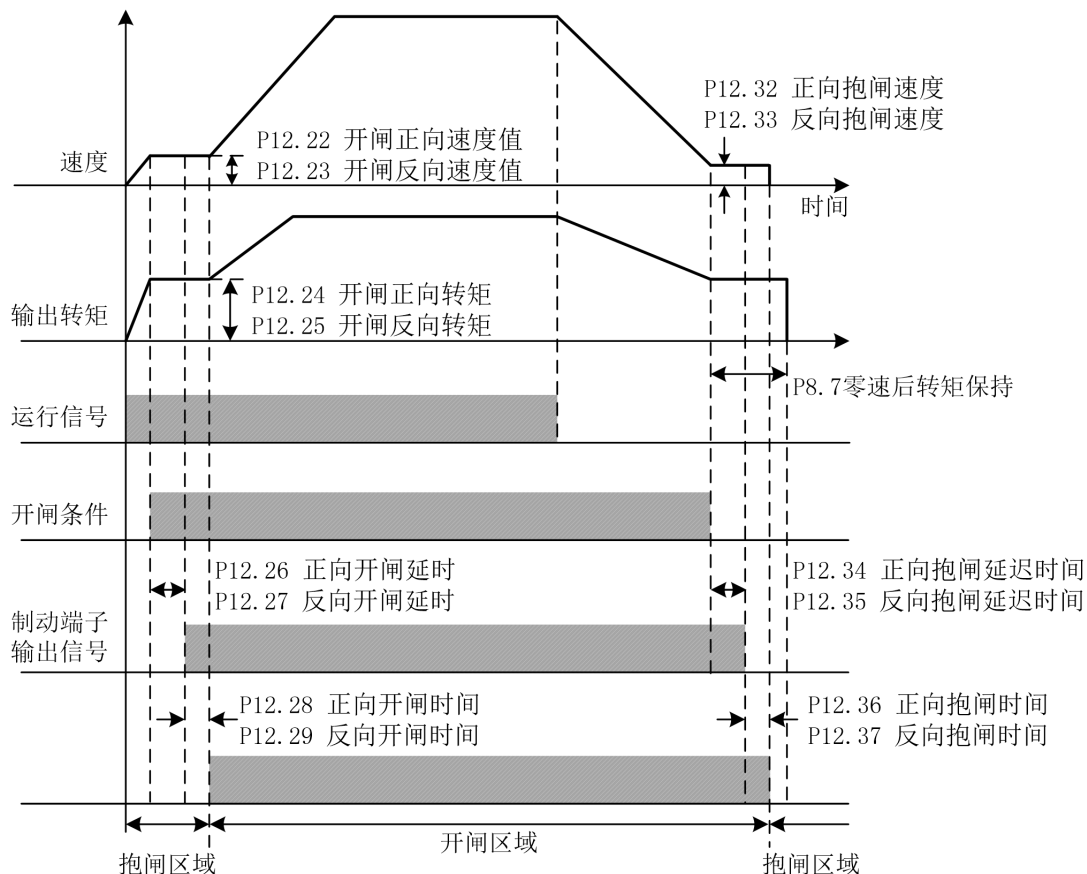 P12.32 正向抱闸速度
P12.33 反向抱闸速度
P12.22 开闸正向速度值
P12.23 开闸反向速度值
速度
时间
P12.24 开闸正向转矩
P12.25 开闸反向转矩
输出转矩
P8.7零速后转矩保持
运行信号
开闸条件
P12.26 正向开闸延时
P12.27 反向开闸延时
P12.34 正向抱闸延迟时间
P12.35 反向抱闸延迟时间
制动端子
输出信号
P12.28 正向开闸时间
P12.29 反向开闸时间
P12.36 正向抱闸时间
P12.37 反向抱闸时间
抱闸区域
开闸区域
抱闸区域